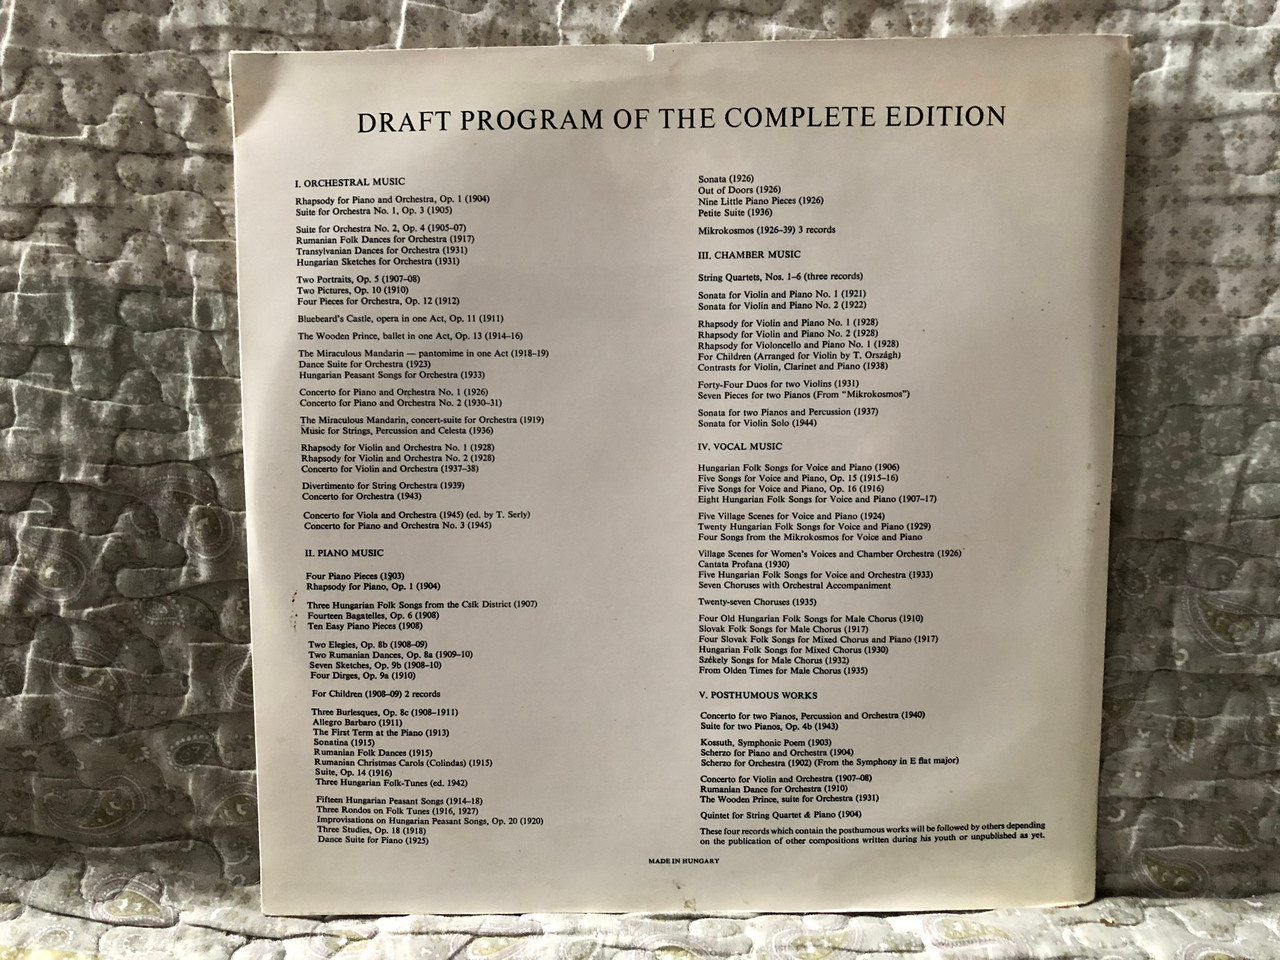 DRAFT PROGRAM OF THE COMPLETE EDITION
I. ORCHESTRAL MUSIC
Rhapsody for Piano and Orchestra, Op. 1 (1904)
Suite for Orchestra No. 1, Op. 3 (1905)
Suite for Orchestra No. 2, Op. 4 (1905–07)
Rumanian Folk Dances for Orchestra (1917)
Transylvanian Dances for Orchestra (1931)
Hungarian Sketches for Orchestra (1931)
Two Portraits, Op. 5 (1907–08)
Two Pictures, Op. 10 (1910)
Four Pieces for Orchestra, Op. 12 (1912)
Bluebeard's Castle, opera in one Act, Op. 11 (1911)
The Wooden Prince, ballet in one Act, Op. 13 (1914–16)
The Miraculous Mandarin — pantomime in one Act (1918–19)
Dance Suite for Orchestra (1923)
Hungarian Peasant Songs for Orchestra (1933)
Concerto for Piano and Orchestra No. 1 (1926)
Concerto for Piano and Orchestra No. 2 (1930–31)
The Miraculous Mandarin, concert-suite for Orchestra (1919)
Music for Strings, Percussion and Celesta (1936)
Rhapsody for Violin and Orchestra No. 1 (1928)
Rhapsody for Violin and Orchestra No. 2 (1928)
Concerto for Violin and Orchestra (1937–38)
Divertimento for String Orchestra (1939)
Concerto for Orchestra (1943)
Concerto for Viola and Orchestra (1945) (ed. by T. Serly)
Concerto for Piano and Orchestra No. 3 (1945)
II. PIANO MUSIC
Four Piano Pieces (1903)
Rhapsody for Piano, Op. 1 (1904)
Three Hungarian Folk Songs from the Csík District (1907)
Fourteen Bagatelles, Op. 6 (1908)
Ten Easy Piano Pieces (1908)
Two Elegies, Op. 8b (1908–09)
Two Rumanian Dances, Op. 8a (1909–10)
Seven Sketches, Op. 9b (1908–10)
Four Dirges, Op. 9a (1910)
For Children (1908–09) 2 records
Three Burlesques, Op. 8c (1908–1911)
Allegro Barbaro (1911)
The First Term at the Piano (1913)
Sonatina (1915)
Rumanian Folk Dances (1915)
Rumanian Christmas Carols (Colindas) (1915)
Suite, Op. 14 (1916)
Three Hungarian Folk-Tunes (ed. 1942)
Fifteen Hungarian Peasant Songs (1914–18)
Three Rondos on Folk Tunes (1916, 1927)
Improvisations on Hungarian Peasant Songs, Op. 20 (1920)
Three Studies, Op. 18 (1918)
Dance Suite for Piano (1925)
Sonata (1926)
Out of Doors (1926)
Nine Little Piano Pieces (1926)
Petite Suite (1936)
Mikrokosmos (1926–39) 3 records
III. CHAMBER MUSIC
String Quartets, Nos. 1–6 (three records)
Sonata for Violin and Piano No. 1 (1921)
Sonata for Violin and Piano No. 2 (1922)
Rhapsody for Violin and Piano No. 1 (1928)
Rhapsody for Violin and Piano No. 2 (1928)
Rhapsody for Violoncello and Piano No. 1 (1928)
For Children (Arranged for Violin by T. Országh)
Contrasts for Violin, Clarinet and Piano (1938)
Forty-Four Duos for two Violins (1931)
Seven Pieces for two Pianos (From "Mikrokosmos")
Sonata for two Pianos and Percussion (1937)
Sonata for Violin Solo (1944)
IV. VOCAL MUSIC
Hungarian Folk Songs for Voice and Piano (1906)
Five Songs for Voice and Piano, Op. 15 (1915–16)
Five Songs for Voice and Piano, Op. 16 (1916)
Eight Hungarian Folk Songs for Voice and Piano (1907–17)
Five Village Scenes for Voice and Piano (1924)
Twenty Hungarian Folk Songs for Voice and Piano (1929)
Four Songs from the Mikrokosmos for Voice and Piano
Village Scenes for Women's Voices and Chamber Orchestra (1926)
Cantata Profana (1930)
Five Hungarian Folk Songs for Voice and Orchestra (1933)
Seven Choruses with Orchestral Accompaniment
Twenty-seven Choruses (1935)
Four Old Hungarian Folk Songs for Male Chorus (1910)
Slovak Folk Songs for Male Chorus (1917)
Four Slovak Folk Songs for Mixed Chorus and Piano (1917)
Hungarian Folk Songs for Mixed Chorus (1930)
Székely Songs for Male Chorus (1932)
From Olden Times for Male Chorus (1935)
V. POSTHUMOUS WORKS
Concerto for two Pianos, Percussion and Orchestra (1940)
Suite for two Pianos, Op. 4b (1943)
Kossuth, Symphonic Poem (1903)
Scherzo for Piano and Orchestra (1904)
Scherzo for Orchestra (1902) (From the Symphony in E flat major)
Concerto for Violin and Orchestra (1907–08)
Rumanian Dance for Orchestra (1910)
The Wooden Prince, suite for Orchestra (1931)
Quintet for String Quartet & Piano (1904)
These four records which contain the posthumous works will be followed by others depending
on the publication of other compositions written during his youth or unpublished as yet.
MADE IN HUNGARY